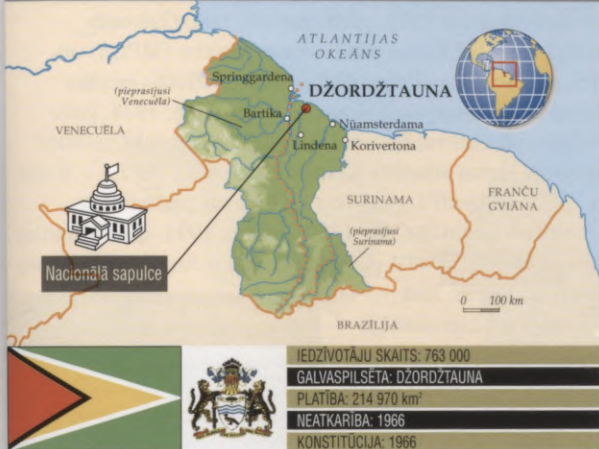 ATLANTIJAS
OKEĀNS
Springgardena
(pieprasījusi
Venecuēla)
DŽORDŽTAUNA
Bartika
VENECUĒLA
Nūamsterdama
Lindena
Korivertona
SURINAMA
FRANČU
GVIĀNA
(pieprasījusi
Surinama)
Nacionālā sapulce
0 100 km
BRAZĪLIJA
IEDZĪVOTĀJU SKAITS: 763 000
GALVASPILSĒTA: DŽORDŽTAUNA
PLATĪBA: 214 970 km²
NEATKARĪBA: 1966
KONSTITŪCIJA: 1966